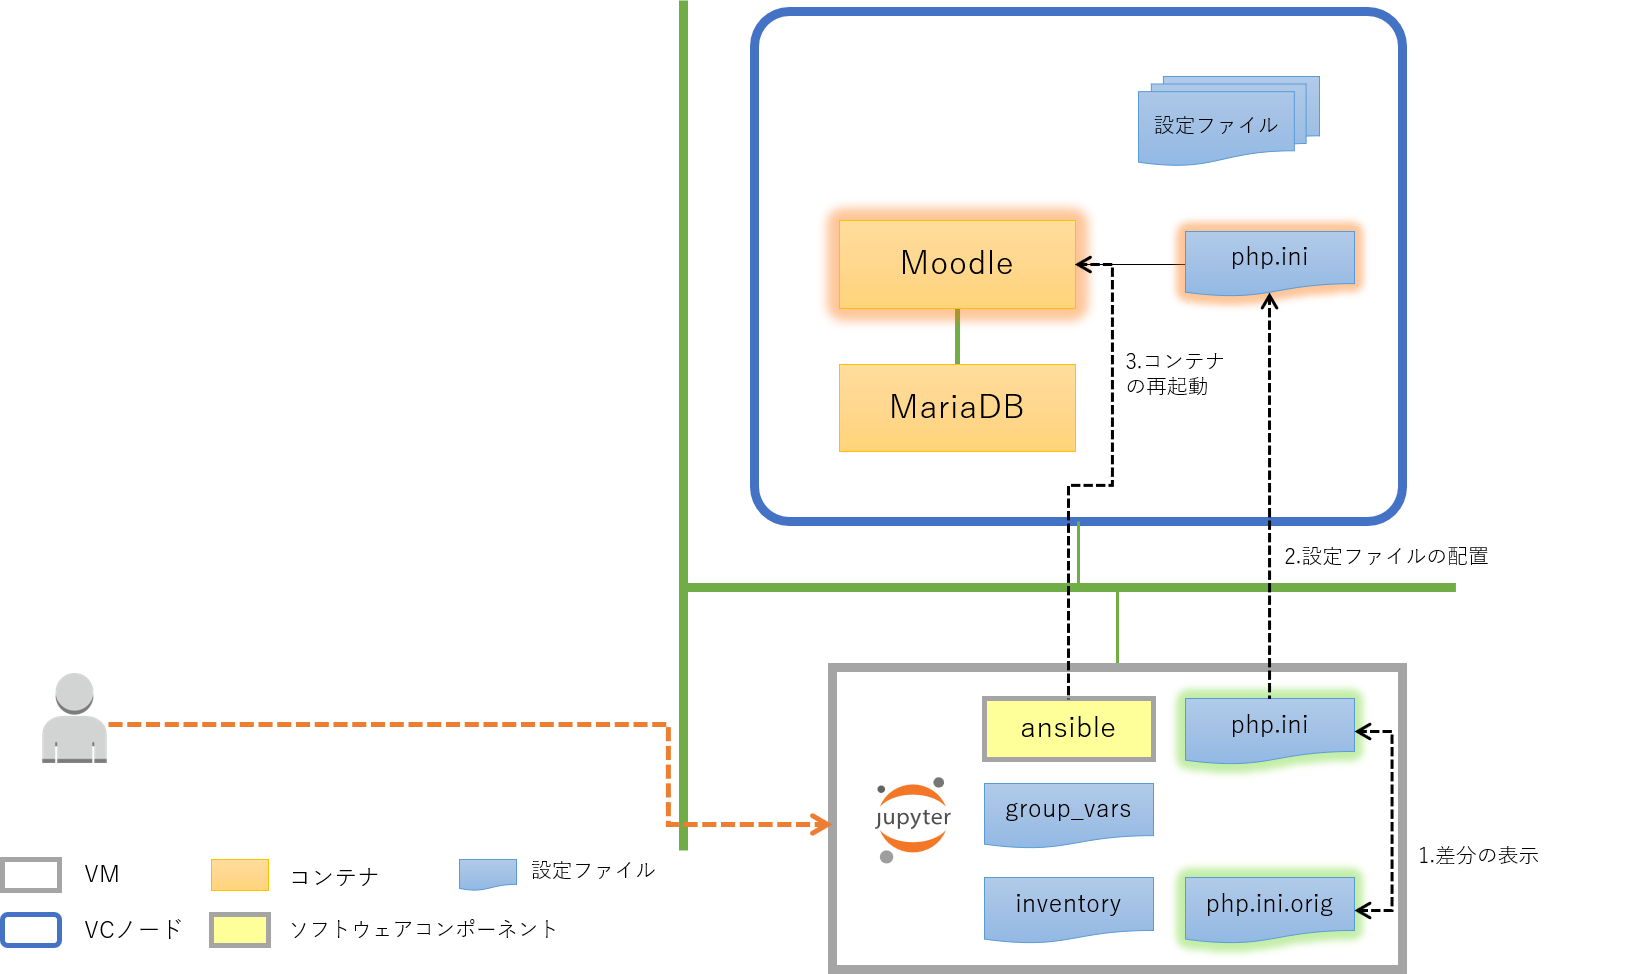 設定ファイル
Moodle
php.ini
3.コンテナ
の再起動
MariaDB
2.設定ファイルの配置
ansible
php.ini
group_vars
jupyter
1.差分の表示
inventory
php.ini.orig
VM
コンテナ
設定ファイル
VCノード
ソフトウェアコンポーネント